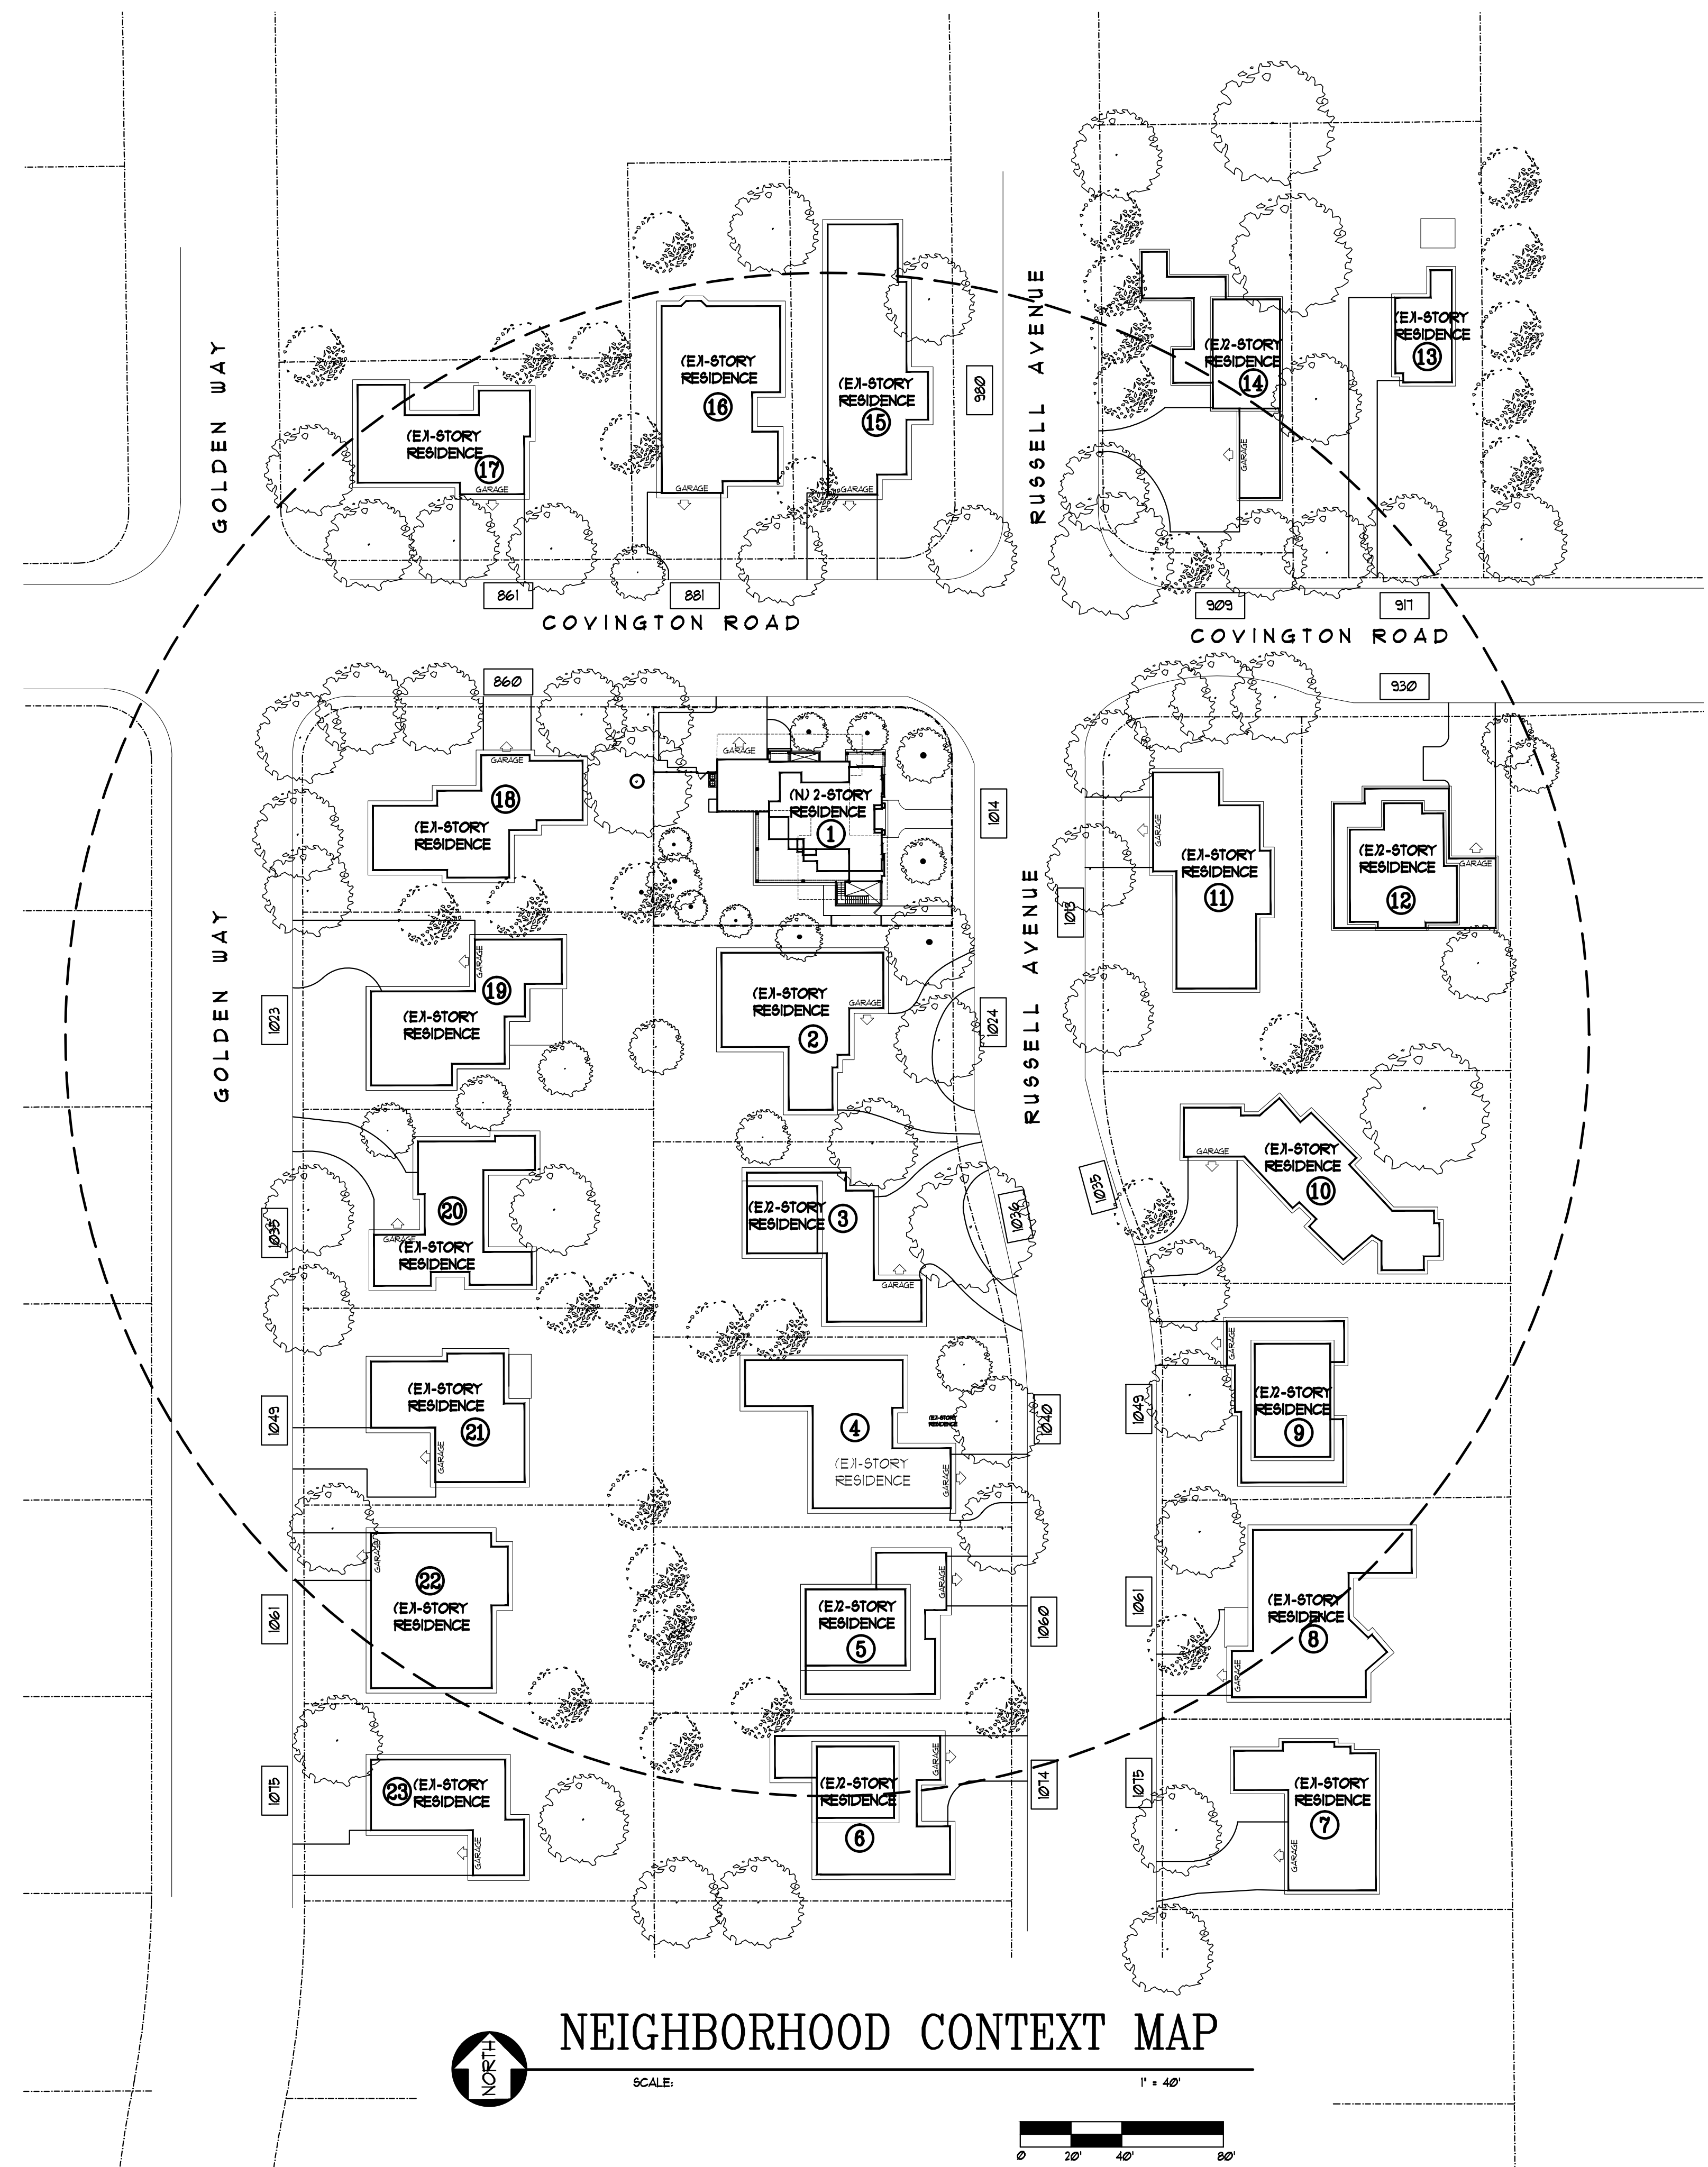 (E)1-STORY
RESIDENCE
13
(E)2-STORY
RESIDENCE
14
GARAGE
RUSSELL AVENUE
980
(E)1-STORY
RESIDENCE
15
GARAGE
(E)1-STORY
RESIDENCE
16
GARAGE
(E)1-STORY
RESIDENCE
17
GARAGE
GOLDEN WAY
861
881
909
917
COVINGTON ROAD
COVINGTON ROAD
860
930
GARAGE
18
(E)1-STORY
RESIDENCE
GARAGE
(N) 2-STORY
RESIDENCE
1
1014
GARAGE
(E)1-STORY
RESIDENCE
11
1013
(E)2-STORY
RESIDENCE
12
GARAGE
GOLDEN WAY
RUSSELL AVENUE
1023
GARAGE
19
(E)1-STORY
RESIDENCE
(E)1-STORY
RESIDENCE
2
GARAGE
1024
1035
20
GARAGE
(E)1-STORY
RESIDENCE
(E)2-STORY
RESIDENCE
3
GARAGE
1036
1035
GARAGE
(E)1-STORY
RESIDENCE
10
1049
(E)1-STORY
RESIDENCE
21
GARAGE
4
(E)1-STORY
RESIDENCE
(E)1-STORY
RESIDENCE
GARAGE
1040
1049
GARAGE
(E)2-STORY
RESIDENCE
9
1061
GARAGE
22
(E)1-STORY
RESIDENCE
(E)2-STORY
RESIDENCE
5
GARAGE
1060
1061
(E)1-STORY
RESIDENCE
8
GARAGE
1075
23
(E)1-STORY
RESIDENCE
GARAGE
(E)2-STORY
RESIDENCE
6
GARAGE
1074
1075
(E)1-STORY
RESIDENCE
7
GARAGE
NEIGHBORHOOD CONTEXT MAP
NORTH
SCALE:
1" = 40'
0 20' 40' 80'